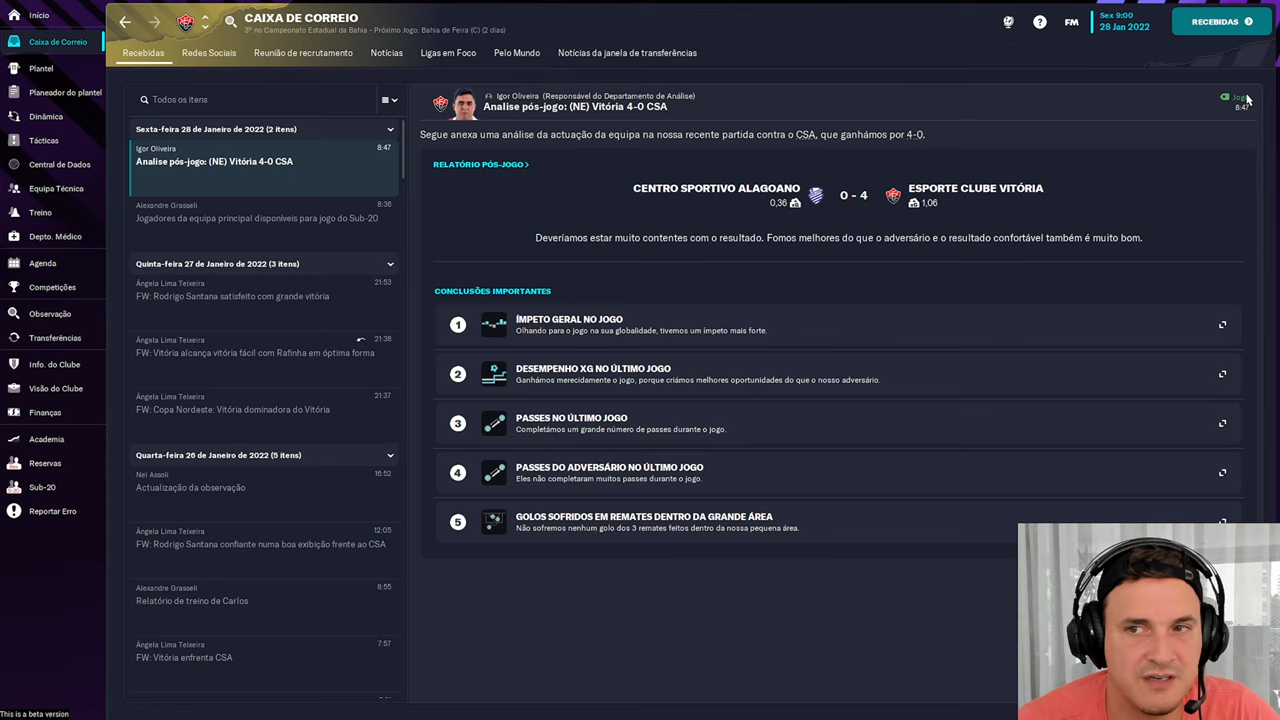 Início
Caixa de Correio
Plantel
Planeador do plantel
Dinâmica
Tácticas
Central de Dados
Equipa Técnica
Treino
Depto. Médico
Agenda
Competições
Observação
Transferências
Info. do Clube
Visão do Clube
Finanças
Academia
Reservas
Sub-20
Reportar Erro
This is a beta version
CAIXA DE CORREIO
3º no Campeonato Estadual da Bahia - Próximo Jogo: Bahia de Feira (C) (2 dias)
FM
Sex 9:00
28 Jan 2022
RECEBIDAS
Recebidas
Redes Sociais
Reunião de recrutamento
Notícias
Ligas em Foco
Pelo Mundo
Notícias da janela de transferências
Todos os itens
Sexta-feira 28 de Janeiro de 2022 (2 itens)
Igor Oliveira 8:47
Analise pós-jogo: (NE) Vitória 4-0 CSA
Alexandre Grasseli 8:36
Jogadores da equipa principal disponíveis para jogo do Sub-20
Quinta-feira 27 de Janeiro de 2022 (3 itens)
Ângela Lima Teixeira 21:53
FW: Rodrigo Santana satisfeito com grande vitória
Ângela Lima Teixeira 21:38
FW: Vitória alcança vitória fácil com Rafinha em óptima forma
Ângela Lima Teixeira 21:37
FW: Copa Nordeste: Vitória dominadora do Vitória
Quarta-feira 26 de Janeiro de 2022 (5 itens)
Nei Assoli 16:52
Actualização da observação
Ângela Lima Teixeira 12:05
FW: Rodrigo Santana confiante numa boa exibição frente ao CSA
Alexandre Grasseli 8:55
Relatório de treino de Carlos
Ângela Lima Teixeira 7:57
FW: Vitória enfrenta CSA
Igor Oliveira (Responsável do Departamento de Análise)
Analise pós-jogo: (NE) Vitória 4-0 CSA
8:47
Segue anexa uma análise da actuação da equipa na nossa recente partida contra o CSA, que ganhámos por 4-0.
RELATÓRIO PÓS-JOGO >
CENTRO SPORTIVO ALAGOANO 0 - 4 ESPORTE CLUBE VITÓRIA
0,36 1,06
Deveríamos estar muito contentes com o resultado. Fomos melhores do que o adversário e o resultado confortável também é muito bom.
CONCLUSÕES IMPORTANTES
1 ÍMPETO GERAL NO JOGO
Olhando para o jogo na sua globalidade, tivemos um ímpeto mais forte.
2 DESEMPENHO XG NO ÚLTIMO JOGO
Ganhámos merecidamente o jogo, porque criámos melhores oportunidades do que o nosso adversário.
3 PASSES NO ÚLTIMO JOGO
Completámos um grande número de passes durante o jogo.
4 PASSES DO ADVERSÁRIO NO ÚLTIMO JOGO
Eles não completaram muitos passes durante o jogo.
5 GOLOS SOFRIDOS EM REMATES DENTRO DA GRANDE ÁREA
Não sofremos nenhum golo dos 3 remates feitos dentro da nossa pequena área.